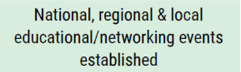 National, regional & local
educational/networking events
established